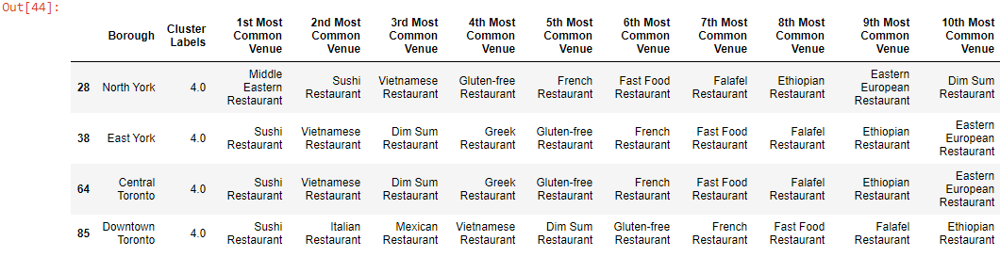 Out[44]:
Borough Cluster Labels 1st Most Common Venue 2nd Most Common Venue 3rd Most Common Venue 4th Most Common Venue 5th Most Common Venue 6th Most Common Venue 7th Most Common Venue 8th Most Common Venue 9th Most Common Venue 10th Most Common Venue
28 North York 4.0 Middle Eastern Restaurant Sushi Restaurant Vietnamese Restaurant Gluten-free Restaurant French Restaurant Fast Food Restaurant Falafel Restaurant Ethiopian Restaurant Eastern European Restaurant Dim Sum Restaurant
38 East York 4.0 Sushi Restaurant Vietnamese Restaurant Dim Sum Restaurant Greek Restaurant Gluten-free Restaurant French Restaurant Fast Food Restaurant Falafel Restaurant Ethiopian Restaurant Eastern European Restaurant
64 Central Toronto 4.0 Sushi Restaurant Vietnamese Restaurant Dim Sum Restaurant Greek Restaurant Gluten-free Restaurant French Restaurant Fast Food Restaurant Falafel Restaurant Ethiopian Restaurant Eastern European Restaurant
85 Downtown Toronto 4.0 Sushi Restaurant Italian Restaurant Mexican Restaurant Vietnamese Restaurant Dim Sum Restaurant Gluten-free Restaurant French Restaurant Fast Food Restaurant Falafel Restaurant Ethiopian Restaurant